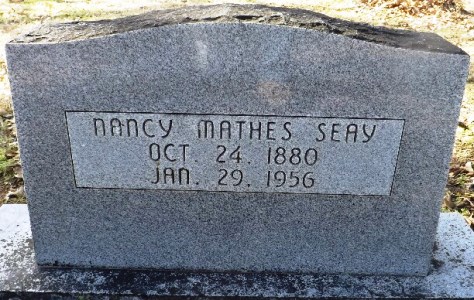 NANCY MATHES SEAY
OCT. 24. 1880
JAN. 29. 1956